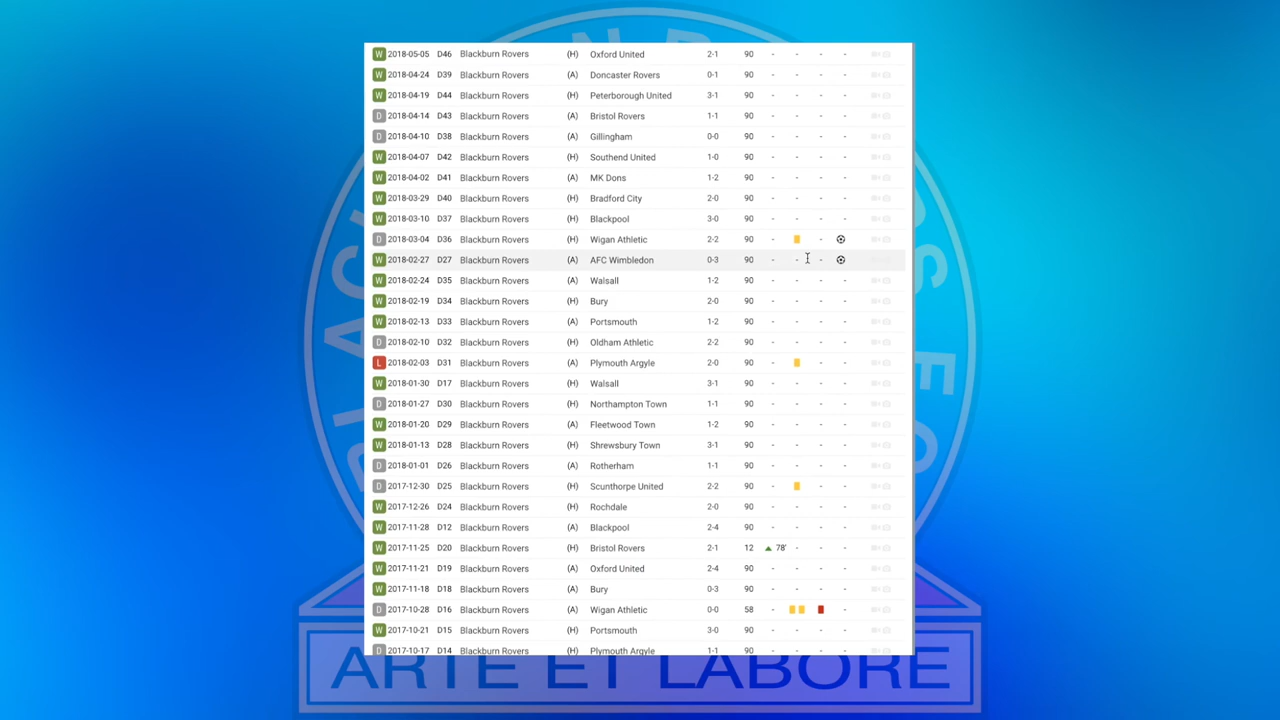 W 2018-05-05 D46 Blackburn Rovers (H) Oxford United 2-1 90 - - - -
W 2018-04-24 D39 Blackburn Rovers (A) Doncaster Rovers 0-1 90 - - - -
W 2018-04-19 D44 Blackburn Rovers (H) Peterborough United 3-1 90 - - - -
D 2018-04-14 D43 Blackburn Rovers (A) Bristol Rovers 1-1 90 - - - -
D 2018-04-10 D38 Blackburn Rovers (A) Gillingham 0-0 90 - - - -
W 2018-04-07 D42 Blackburn Rovers (H) Southend United 1-0 90 - - - -
W 2018-04-02 D41 Blackburn Rovers (A) MK Dons 1-2 90 - - - -
W 2018-03-29 D40 Blackburn Rovers (H) Bradford City 2-0 90 - - - -
W 2018-03-10 D37 Blackburn Rovers (H) Blackpool 3-0 90 - - - -
D 2018-03-04 D36 Blackburn Rovers (H) Wigan Athletic 2-2 90 - -
W 2018-02-27 D27 Blackburn Rovers (A) AFC Wimbledon 0-3 90 - - -
W 2018-02-24 D35 Blackburn Rovers (A) Walsall 1-2 90 - - - -
W 2018-02-19 D34 Blackburn Rovers (H) Bury 2-0 90 - - - -
W 2018-02-13 D33 Blackburn Rovers (A) Portsmouth 1-2 90 - - - -
D 2018-02-10 D32 Blackburn Rovers (H) Oldham Athletic 2-2 90 - - - -
L 2018-02-03 D31 Blackburn Rovers (A) Plymouth Argyle 2-0 90 - - -
W 2018-01-30 D17 Blackburn Rovers (H) Walsall 3-1 90 - - - -
D 2018-01-27 D30 Blackburn Rovers (H) Northampton Town 1-1 90 - - - -
W 2018-01-20 D29 Blackburn Rovers (A) Fleetwood Town 1-2 90 - - - -
W 2018-01-13 D28 Blackburn Rovers (H) Shrewsbury Town 3-1 90 - - - -
D 2018-01-01 D26 Blackburn Rovers (A) Rotherham 1-1 90 - - - -
D 2017-12-30 D25 Blackburn Rovers (H) Scunthorpe United 2-2 90 - - -
W 2017-12-26 D24 Blackburn Rovers (H) Rochdale 2-0 90 - - - -
W 2017-11-28 D12 Blackburn Rovers (A) Blackpool 2-4 90 - - - -
W 2017-11-25 D20 Blackburn Rovers (H) Bristol Rovers 2-1 12 78' - - -
W 2017-11-21 D19 Blackburn Rovers (A) Oxford United 2-4 90 - - - -
W 2017-11-18 D18 Blackburn Rovers (A) Bury 0-3 90 - - - -
D 2017-10-28 D16 Blackburn Rovers (A) Wigan Athletic 0-0 58 - -
W 2017-10-21 D15 Blackburn Rovers (H) Portsmouth 3-0 90 - - - -
D 2017-10-17 D14 Blackburn Rovers (H) Plymouth Argyle 1-1 90 - - - -
ARTE ET LABORE